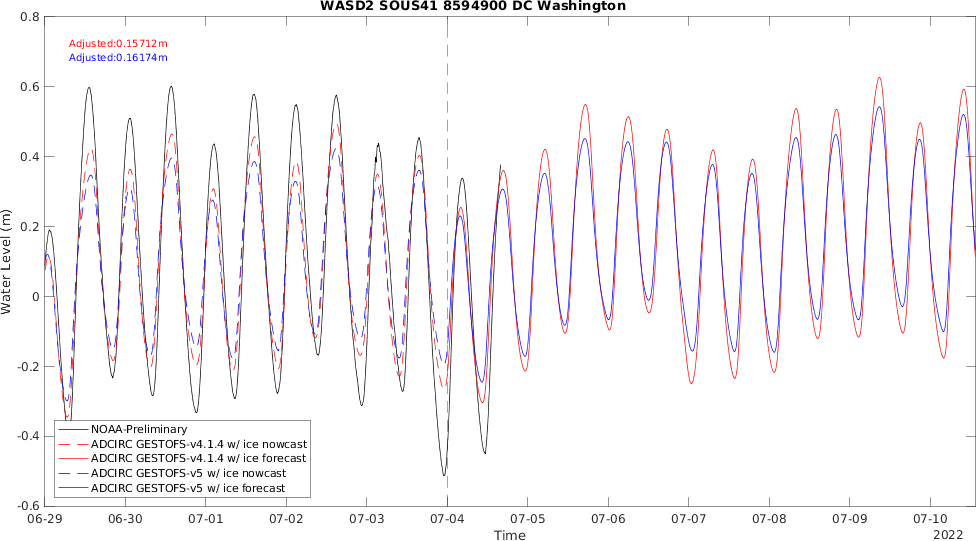 WASD2 SOUS41 8594900 DC Washington
Adjusted:0.15712m
Adjusted:0.16174m
0.8
0.6
0.4
0.2
0
-0.2
-0.4
-0.6
Water Level (m)
NOAA-Preliminary
ADCIRC GESTOFS-v4.1.4 w/ ice nowcast
ADCIRC GESTOFS-v4.1.4 w/ ice forecast
ADCIRC GESTOFS-v5 w/ ice nowcast
ADCIRC GESTOFS-v5 w/ ice forecast
06-29 06-30 07-01 07-02 07-03 07-04 07-05 07-06 07-07 07-08 07-09 07-10
Time
2022